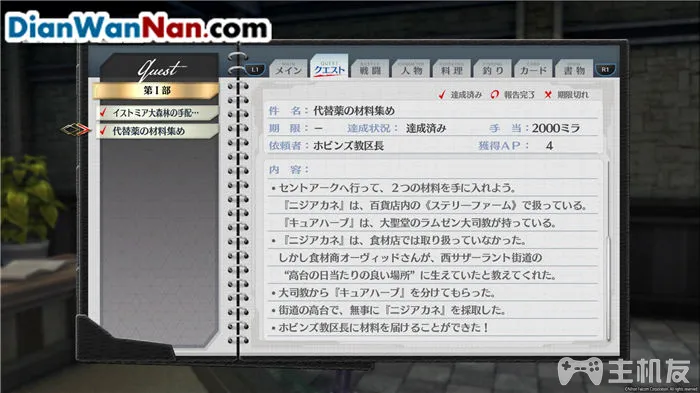 DianWanNan.com
Quest
第Ⅰ部
イストミア大森林の手配…
代替薬の材料集め
L1
メイン
QUEST
クエスト
BATTLE
戦闘
人物
料理
釣り
CARD
カード
書物
R1
達成済み 報告完了 期限切れ
件 名：代替薬の材料集め
期 限：－ 達成状況：達成済み 手 当：2000ミラ
依頼者：ホビンズ教区長 獲得ＡＰ： 4
内 容：
・セントアークへ行って、２つの材料を手に入れよう。
『ニジアカネ』は、百貨店内の《ステリーファーム》で扱っている。
『キュアハーブ』は、大聖堂のラムゼン大司教が持っている。
・『ニジアカネ』は、食材店では取り扱っていなかった。
しかし食材商オーヴィッドさんが、西サザーラント街道の
“高台の日当たりの良い場所”に生えていたと教えてくれた。
・大司教から『キュアハーブ』を分けてもらった。
・街道の高台で、無事に『ニジアカネ』を採取した。
・ホビンズ教区長に材料を届けることができた！
主机友
©Nihon Falcom Corporation. All rights reserved.